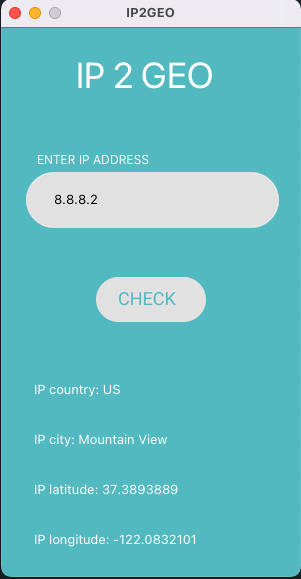 IP2GEO
IP 2 GEO
ENTER IP ADDRESS
8.8.8.2
CHECK
IP country: US
IP city: Mountain View
IP latitude: 37.3893889
IP longitude: -122.0832101